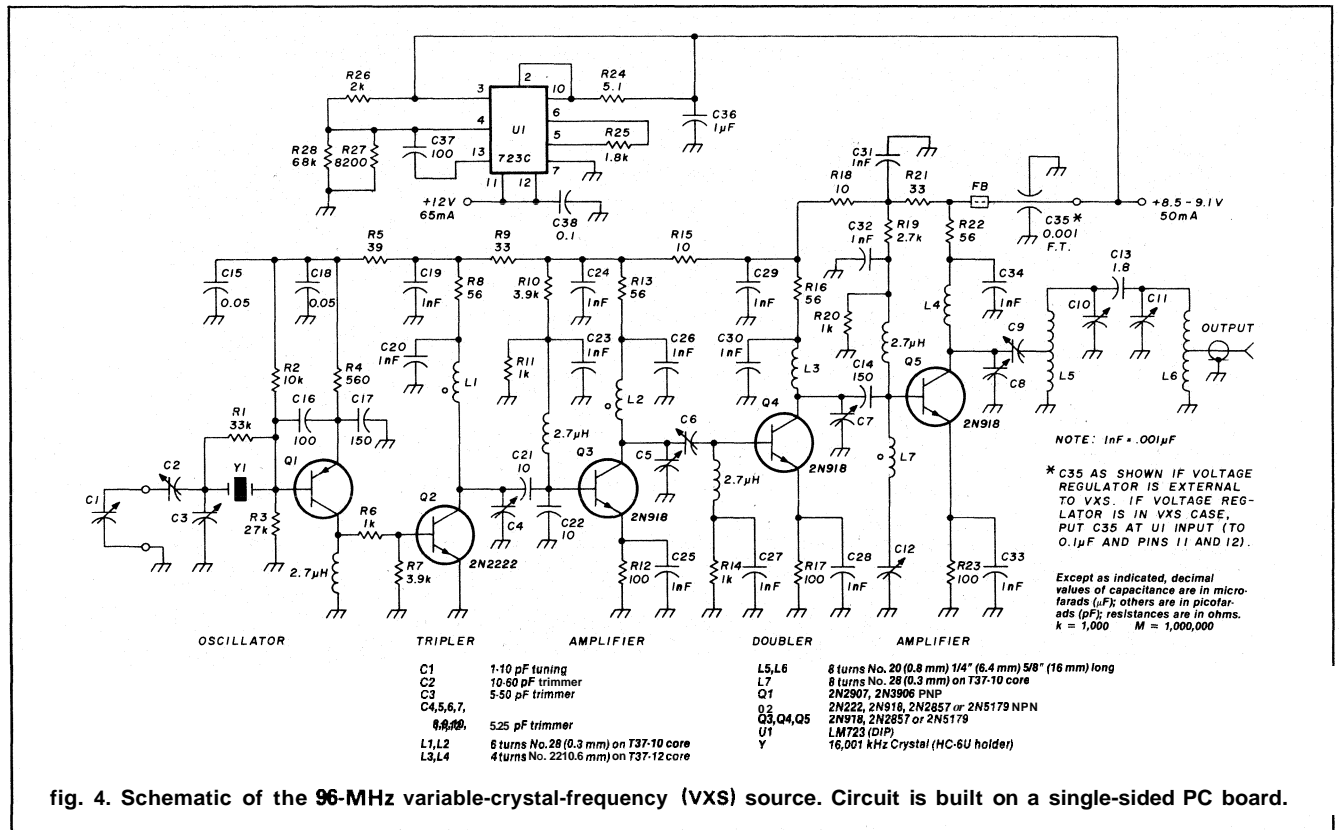 R26
2k
3
2
10
R24
5.1
6
4
U1
5
R25
1.8k
C36
1µF
R28
68k
R27
8200
C37
100
13
723C
7
11
12
+12V
65mA
C38
0.1
C31
1nF
R18
10
R21
33
FB
C35*
0.001
F.T.
+8.5-9.1V
50mA
R5
39
R9
33
R15
10
C32
1nF
R19
2.7k
R22
56
C15
0.05
C18
0.05
C19
1nF
R8
56
R10
3.9k
C24
1nF
R13
56
C29
1nF
R16
56
C34
1nF
C13
1.8
L4
C10
C11
R20
1k
OUTPUT
C20
1nF
R11
1k
C23
1nF
C26
1nF
C30
1nF
2.7µH
Q5
C9
R2
10k
R4
560
L1
L2
L3
C14
150
C8
L5
L6
R1
33k
C16
100
C17
150
2.7µH
C6
Q4
C7
2N918
C2
Y1
Q1
C21
10
Q3
C5
2N918
L7
C1
C3
R3
27k
R6
1k
Q2
C4
C22
10
2N918
2.7µH
2.7µH
R7
3.9k
2N2222
R12
100
C25
1nF
R14
1k
C27
1nF
R17
100
C28
1nF
C12
R23
100
C33
1nF
NOTE: 1nF = .001µF
* C35 AS SHOWN IF VOLTAGE
REGULATOR IS EXTERNAL
TO VXS. IF VOLTAGE REG-
LATOR IS IN VXS CASE,
PUT C35 AT U1 INPUT (TO
0.1µF AND PINS 11 AND 12).
Except as indicated, decimal
values of capacitance are in micro-
farads (µF); others are in picofar-
ads (pF); resistances are in ohms.
k = 1,000 M = 1,000,000
OSCILLATOR
TRIPLER
AMPLIFIER
DOUBLER
AMPLIFIER
C1 1-10 pF tuning
C2 10-60 pF trimmer
C3 5-50 pF trimmer
C4,5,6,7,
5.25 pF trimmer
L1,L2 6 turns No. 28 (0.3 mm) on T37-10 core
L3,L4 4 turns No. 2210.6 mm) on T37-12 core
L5,L6 8 turns No. 20 (0.8 mm) 1/4" (6.4 mm) 5/8" (16 mm) long
L7 8 turns No. 28 (0.3 mm) on T37-10 core
Q1 2N2907, 2N3906 PNP
02 2N222, 2N918, 2N2857 or 2N5179 NPN
Q3,Q4,Q5 2N918, 2N2857 or 2N5179
U1 LM723 (DIP)
Y 16,001 kHz Crystal (HC-6U holder)
fig. 4. Schematic of the 96-MHz variable-crystal-frequency (VXS) source. Circuit is built on a single-sided PC board.